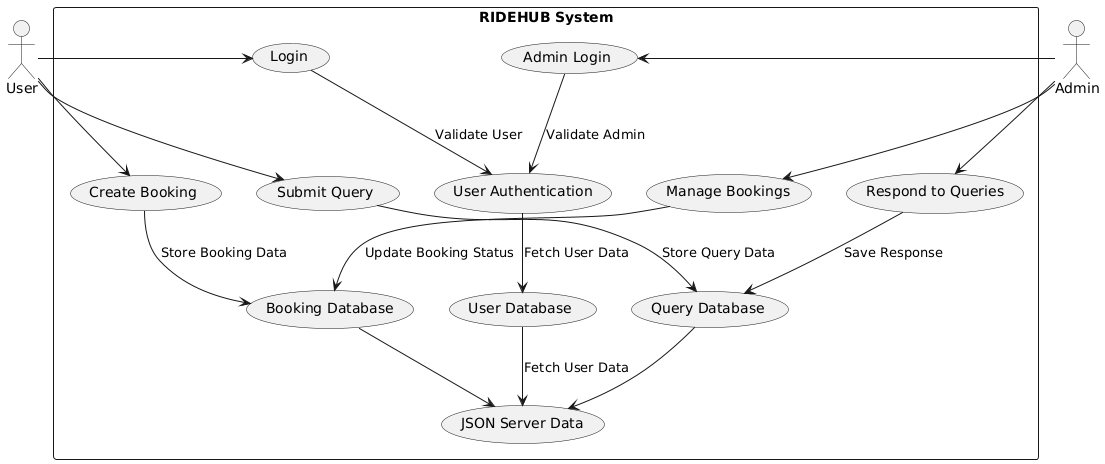 RIDEHUB System
User
Admin
Login
Admin Login
Validate User
Validate Admin
Create Booking
Submit Query
User Authentication
Manage Bookings
Respond to Queries
Store Booking Data
Update Booking Status
Fetch User Data
Store Query Data
Save Response
Booking Database
User Database
Query Database
Fetch User Data
JSON Server Data